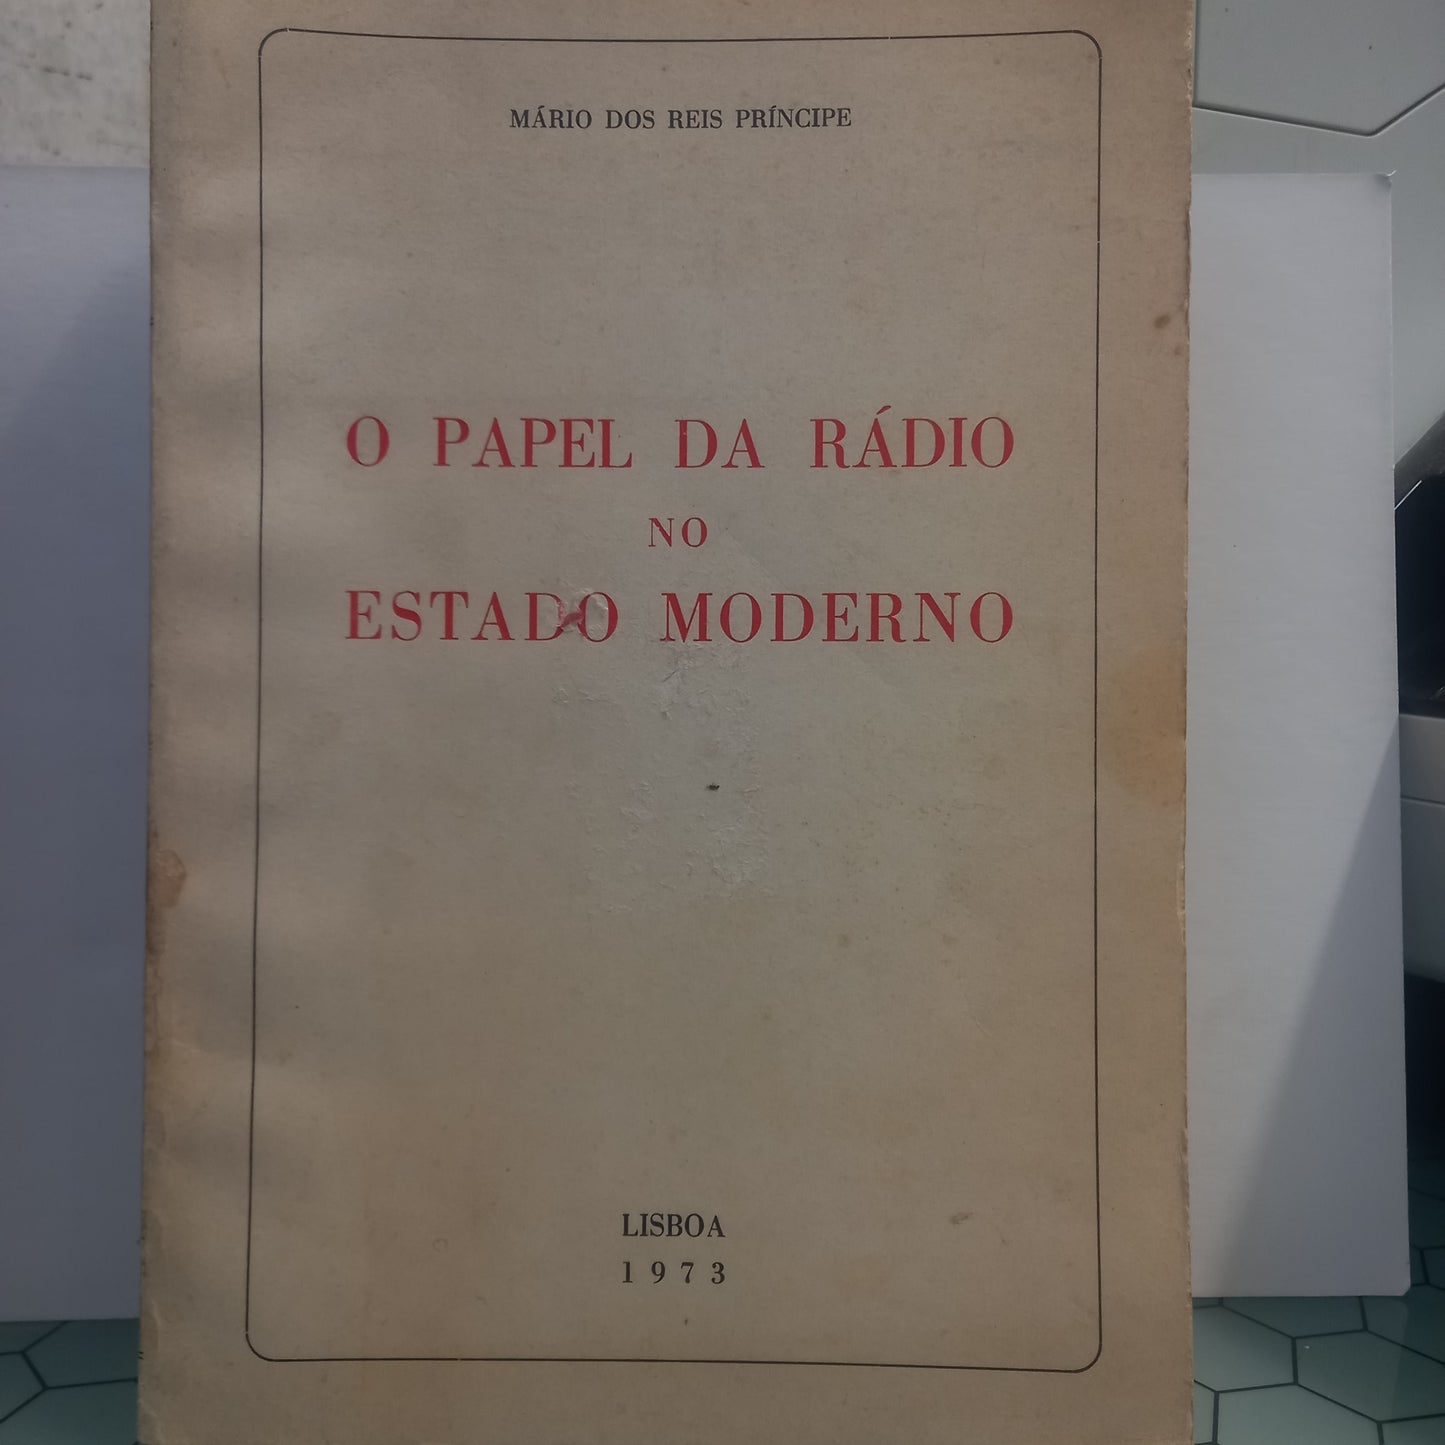 MÁRIO DOS REIS PRÍNCIPE
O PAPEL DA RÁDIO
NO
ESTADO MODERNO
LISBOA
1973